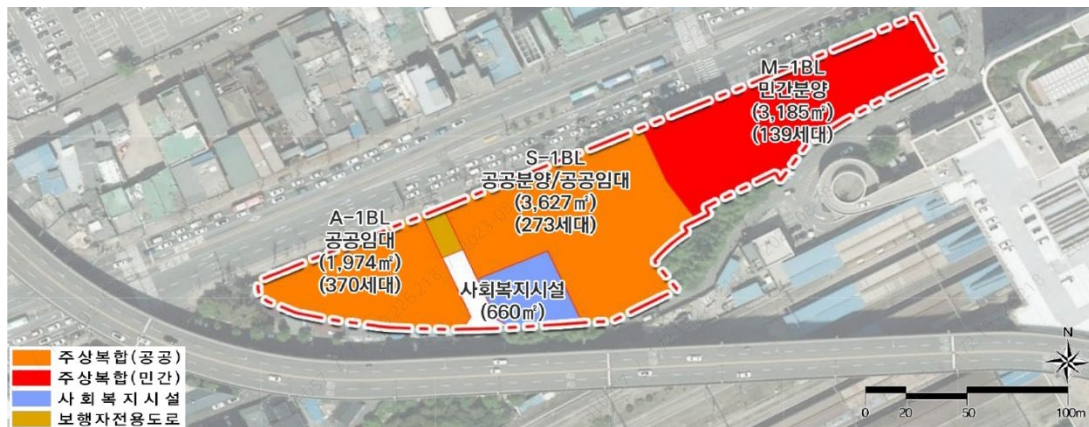 M-1BL
민간분양
(3,185㎡)
(139세대)
S-1BL
공공분양/공공임대
(3,627㎡)
(273세대)
A-1BL
공공임대
(1,974㎡)
(370세대)
사회복지시설
(660㎡)
주상복합(공공)
주상복합(민간)
사회복지시설
보행자전용도로
N
0 20 50 100m